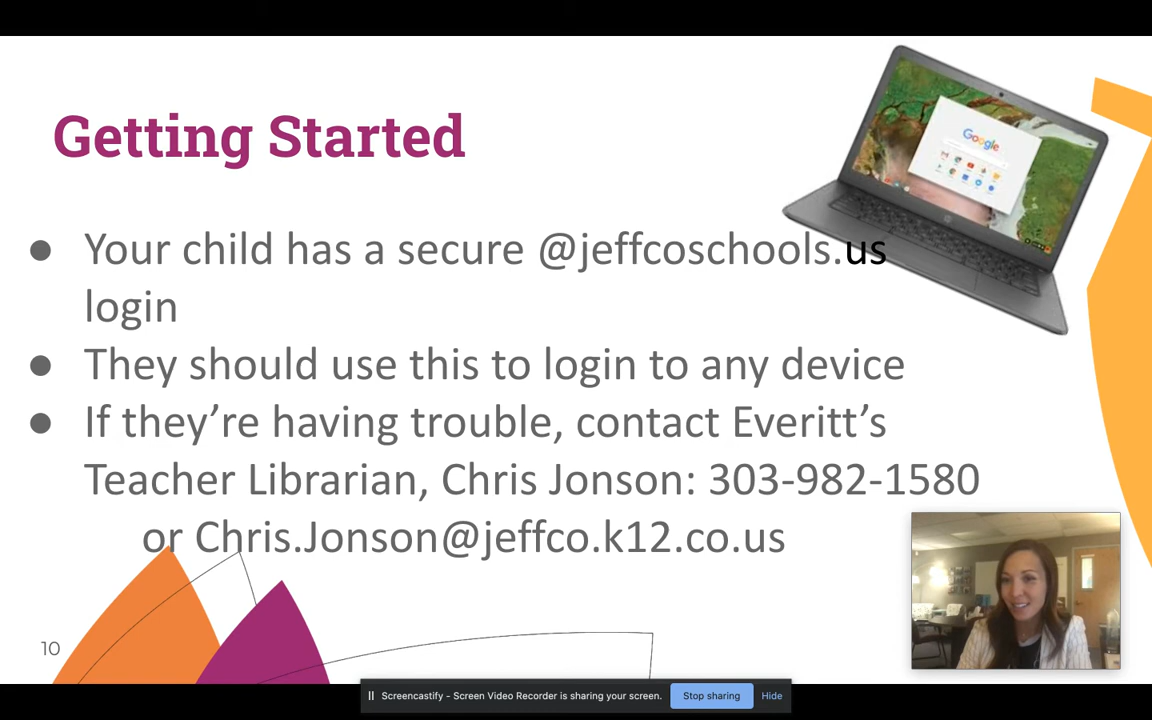 Getting Started
Google
● Your child has a secure @jeffcoschools.us
login
● They should use this to login to any device
● If they’re having trouble, contact Everitt’s
Teacher Librarian, Chris Jonson: 303-982-1580
or Chris.Jonson@jeffco.k12.co.us
10
Screencastify - Screen Video Recorder is sharing your screen. Stop sharing Hide